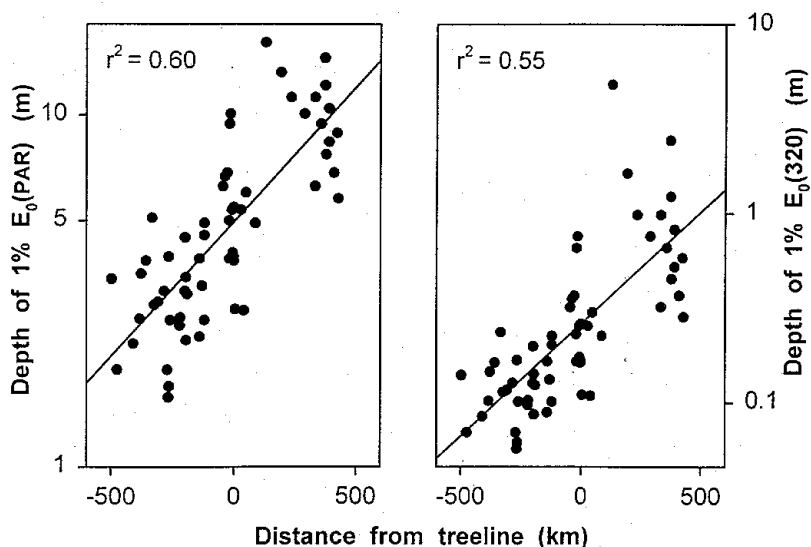 r² = 0.60
r² = 0.55
Depth of 1% E₀(PAR) (m)
10
5
1
-500
0
500
10
1
0.1
Depth of 1% E₀(320) (m)
-500
0
500
Distance from treeline (km)